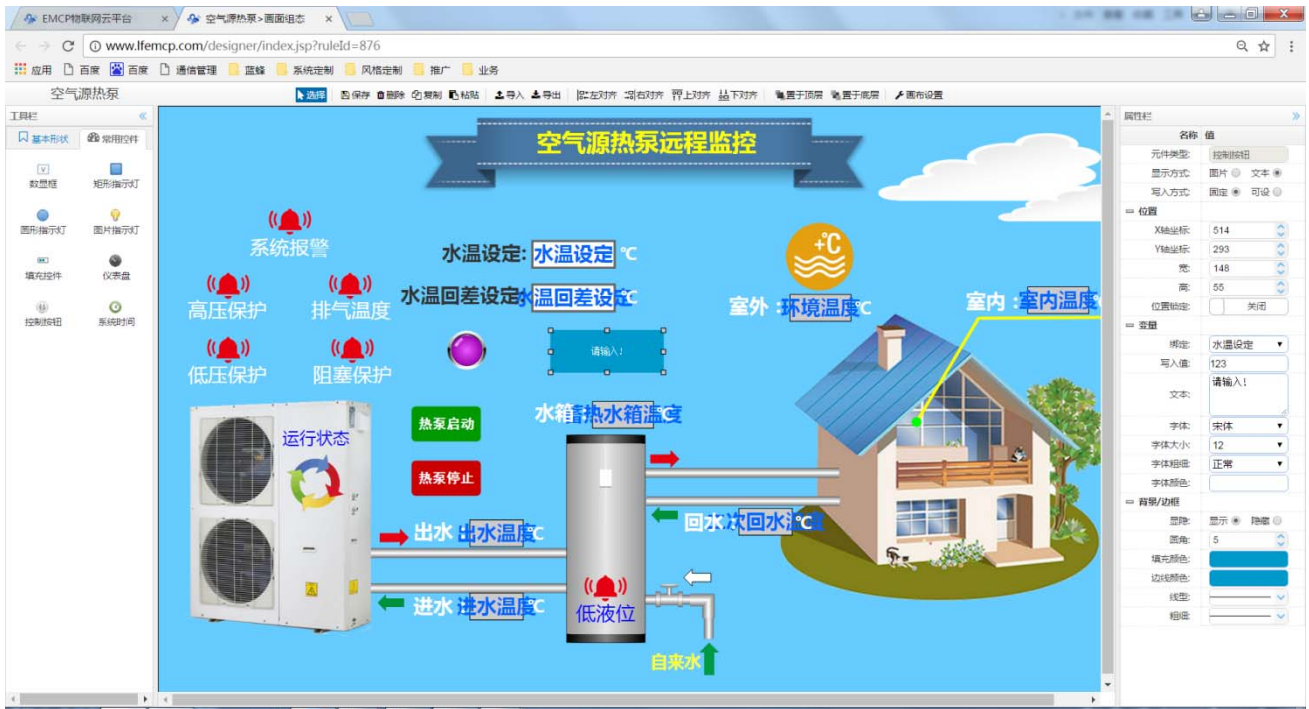 EMCP物联网云平台
空气源热泵>画面组态
www.lfemcp.com/designer/index.jsp?ruleId=876
应用 百度 百度 通信管理 蓝蜂 系统定制 风格定制 推广 业务
空气源热泵
选择 保存 删除 复制 粘贴 导入 导出 左对齐 右对齐 上对齐 下对齐 置于顶层 置于底层 画布设置
工具栏
基本形状 常用控件
数显框 矩形指示灯
圆形指示灯 图片指示灯
填充控件 仪表盘
控制按钮 系统时间
空气源热泵远程监控
系统报警
高压保护 排气温度
低压保护 阻塞保护
水温设定: 水温设定 ℃
水温回差设定: 水温回差设定
请输入!
+℃
室外: 环境温度 ℃
室内: 室内温度
运行状态
热泵启动
热泵停止
水箱 热水箱温度
出水 出水温度 ℃
进水 进水温度 ℃
回水 次回水 ℃
低液位
自来水
属性栏
名称 值
元件类型: 控制按钮
显示方式: 图片 文本
写入方式: 固定 可设
位置
X轴坐标: 514
Y轴坐标: 293
宽: 148
高: 55
位置锁定: 关闭
变量
绑定: 水温设定
写入值: 123
文本: 请输入!
字体: 宋体
字体大小: 12
字体粗细: 正常
字体颜色:
背景/边框
显隐: 显示 隐藏
圆角: 5
填充颜色:
边线颜色:
线型:
粗细: